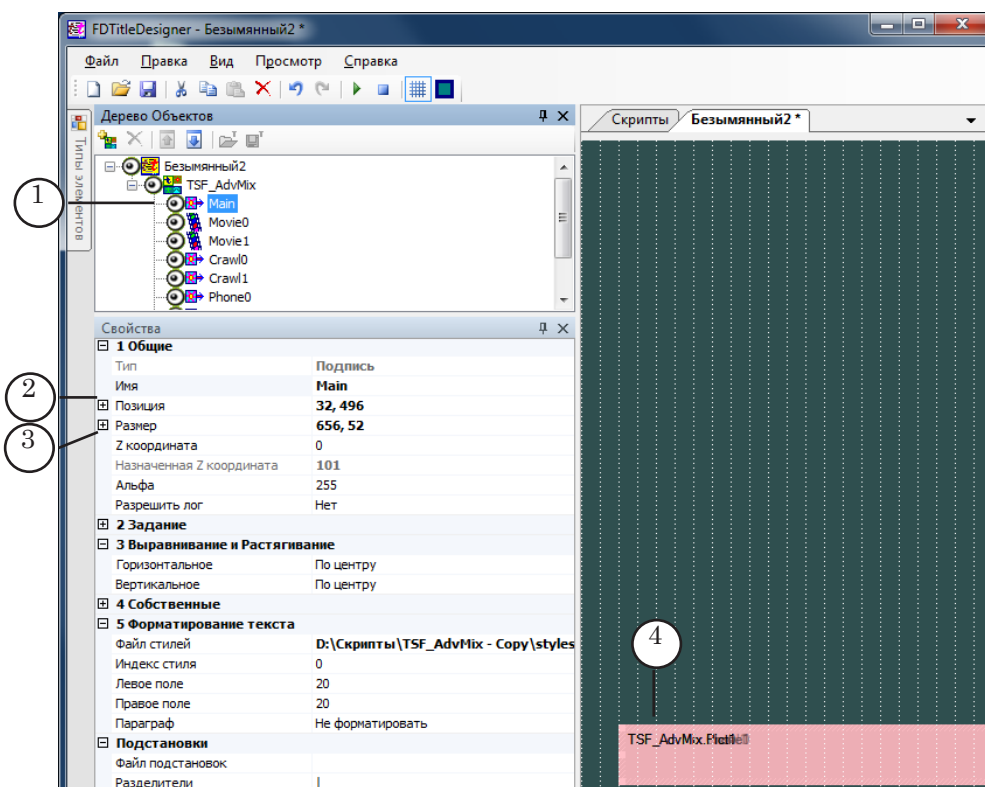 FDTitleDesigner - Безымянный2 *
Файл Правка Вид Просмотр Справка
Типы элементов
Дерево Объектов
Безымянный2
TSF_AdvMix
Main
Movie0
Movie1
Crawl0
Crawl1
Phone0
Свойства
1 Общие
Тип Подпись
Имя Main
Позиция 32, 496
Размер 656, 52
Z координата 0
Назначенная Z координата 101
Альфа 255
Разрешить лог Нет
2 Задание
3 Выравнивание и Растягивание
Горизонтальное По центру
Вертикальное По центру
4 Собственные
5 Форматирование текста
Файл стилей D:\Скрипты\TSF_AdvMix - Copy\styles
Индекс стиля 0
Левое поле 20
Правое поле 20
Параграф Не форматировать
Подстановки
Файл подстановок
Разделители |
Скрипты Безымянный2 *
TSF_AdvMix.
1
2
3
4